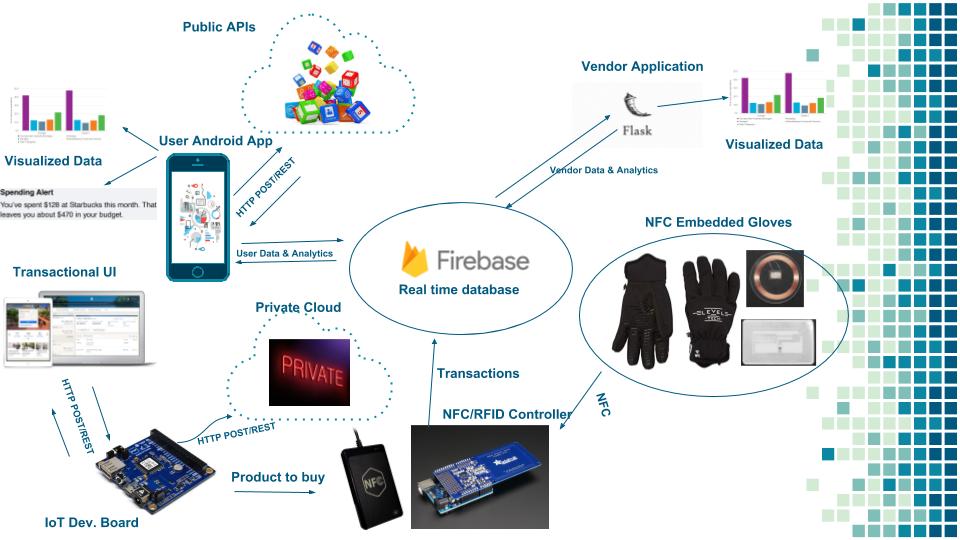 Public APIs
Vendor Application
Flask
User Android App
Visualized Data
Visualized Data
HTTP POST/REST
Vendor Data & Analytics
Spending Alert
You've spent $128 at Starbucks this month. That
leaves you about $470 in your budget.
NFC Embedded Gloves
User Data & Analytics
Firebase
Real time database
Transactional UI
Private Cloud
LEVEL
TECH
PRIVATE
Transactions
HTTP POST/REST
NFC/RFID Controller
NFC
HTTP POST/REST
Product to buy
NFC
IoT Dev. Board